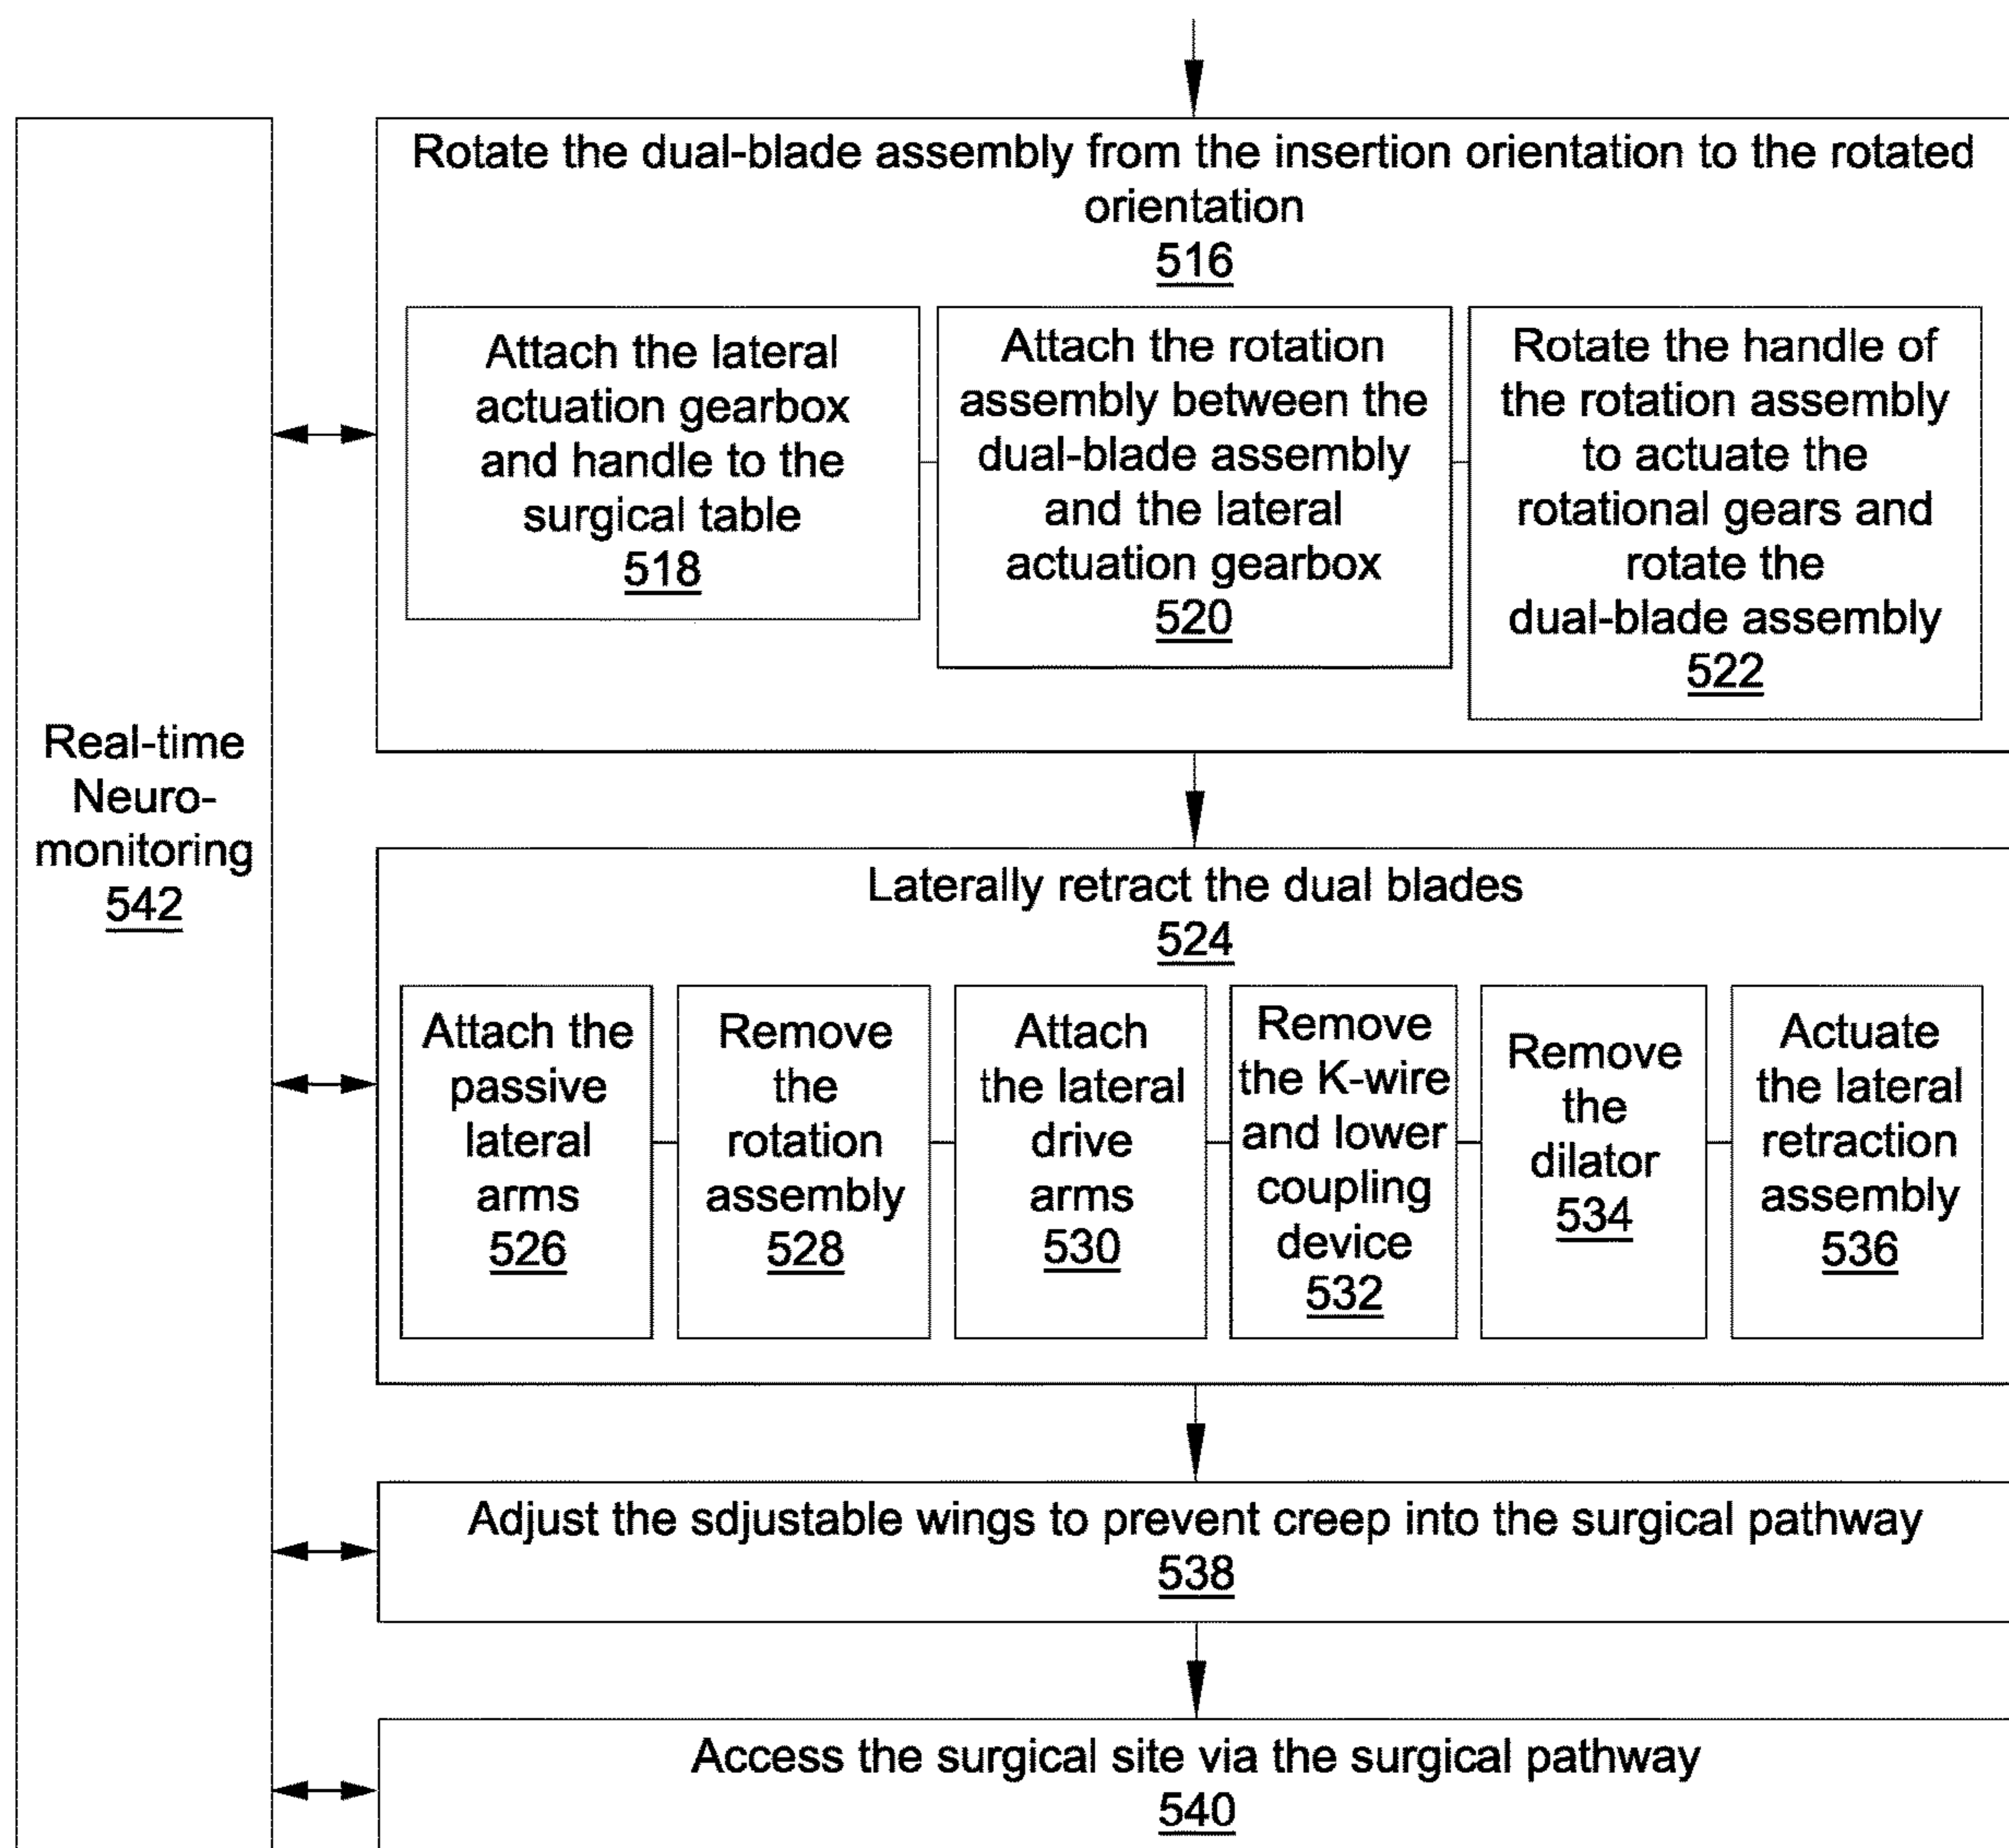 Rotate the dual-blade assembly from the insertion orientation to the rotated
orientation
516
Attach the lateral
actuation gearbox
and handle to the
surgical table
518
Attach the rotation
assembly between the
dual-blade assembly
and the lateral
actuation gearbox
520
Rotate the handle of
the rotation assembly
to actuate the
rotational gears and
rotate the
dual-blade assembly
522
Real-time
Neuro-
monitoring
542
Laterally retract the dual blades
524
Attach the
passive
lateral
arms
526
Remove
the
rotation
assembly
528
Attach
the lateral
drive
arms
530
Remove
the K-wire
and lower
coupling
device
532
Remove
the
dilator
534
Actuate
the lateral
retraction
assembly
536
Adjust the sdjustable wings to prevent creep into the surgical pathway
538
Access the surgical site via the surgical pathway
540